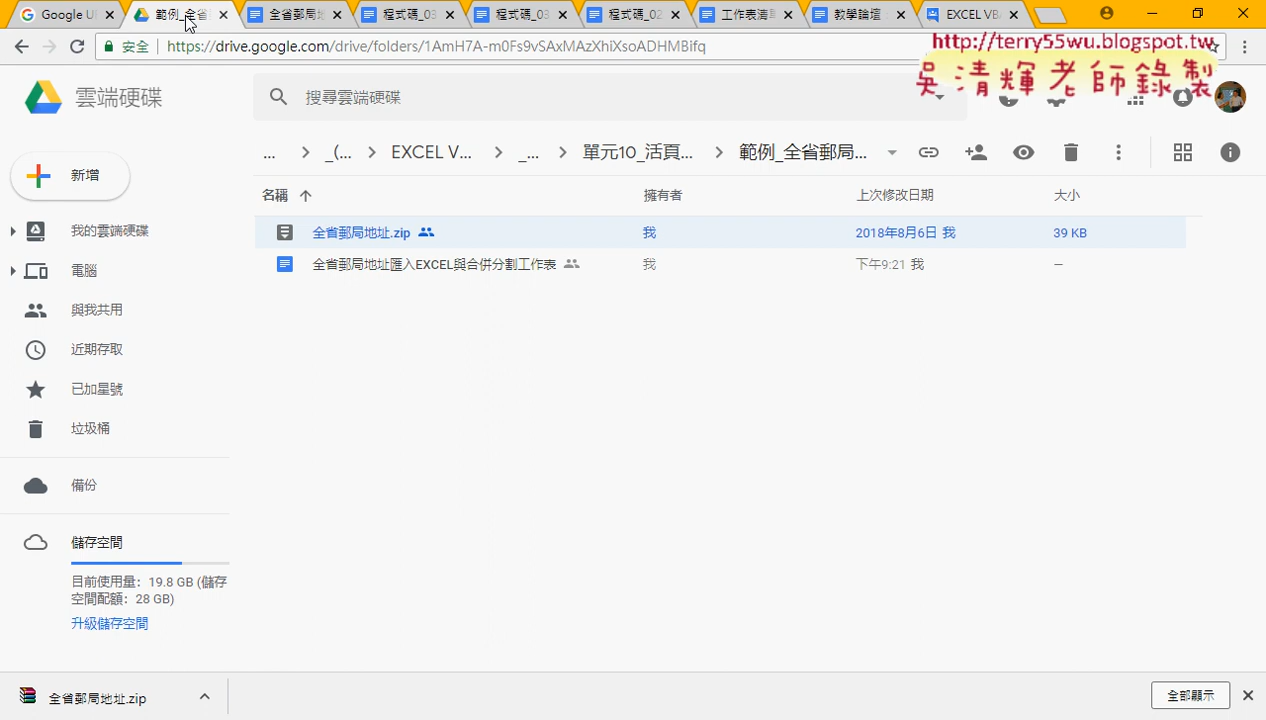 Google U
範例_全省
全省郵局地
程式碼_03
程式碼_03
程式碼_02
工作表清單
教學論壇
EXCEL VB
安全
https://drive.google.com/drive/folders/1AmH7A-m0Fs9vSAxMAzXhiXsoADHMBifq
http://terry55wu.blogspot.tw
吳清輝老師錄製
雲端硬碟
搜尋雲端硬碟
新增
... > _(... > EXCEL V... > _... > 單元10_活頁... > 範例_全省郵局...
名稱
擁有者
上次修改日期
大小
我的雲端硬碟
全省郵局地址.zip
我
2018年8月6日 我
39 KB
電腦
全省郵局地址匯入EXCEL與合併分割工作表
我
下午9:21 我
–
與我共用
近期存取
已加星號
垃圾桶
備份
儲存空間
目前使用量: 19.8 GB (儲存
空間配額: 28 GB)
升級儲存空間
全省郵局地址.zip
全部顯示